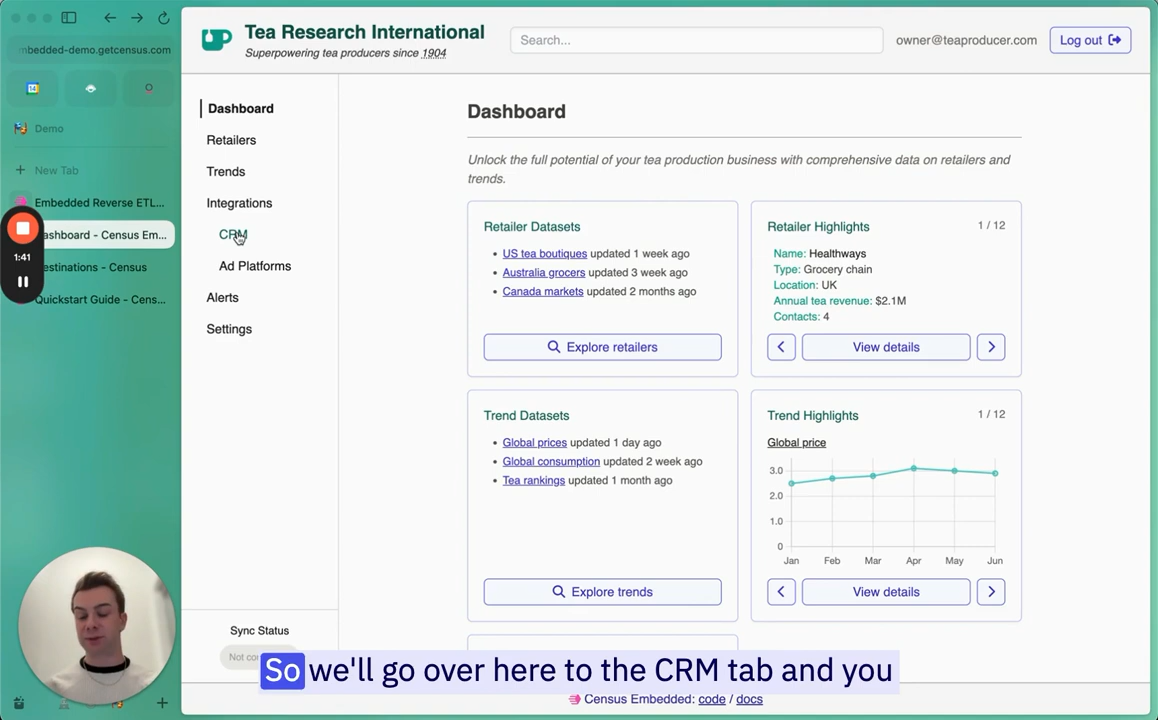 Tea Research International
Superpowering tea producers since 1904
Search...
owner@teaproducer.com
Log out
mbedded-demo.getcensus.com
14
Demo
New Tab
Embedded Reverse ETL...
ashboard - Census Em...
estinations - Census
Quickstart Guide - Cens...
1:41
Dashboard
Retailers
Trends
Integrations
CRM
Ad Platforms
Alerts
Settings
Sync Status
Not co
Dashboard
Unlock the full potential of your tea production business with comprehensive data on retailers and
trends.
Retailer Datasets
US tea boutiques updated 1 week ago
Australia grocers updated 3 week ago
Canada markets updated 2 months ago
Explore retailers
Retailer Highlights
1 / 12
Name: Healthways
Type: Grocery chain
Location: UK
Annual tea revenue: $2.1M
Contacts: 4
View details
Trend Datasets
Global prices updated 1 day ago
Global consumption updated 2 week ago
Tea rankings updated 1 month ago
Explore trends
Trend Highlights
1 / 12
Global price
3.0
2.0
1.0
0
Jan Feb Mar Apr May Jun
View details
So we'll go over here to the CRM tab and you
Census Embedded: code / docs